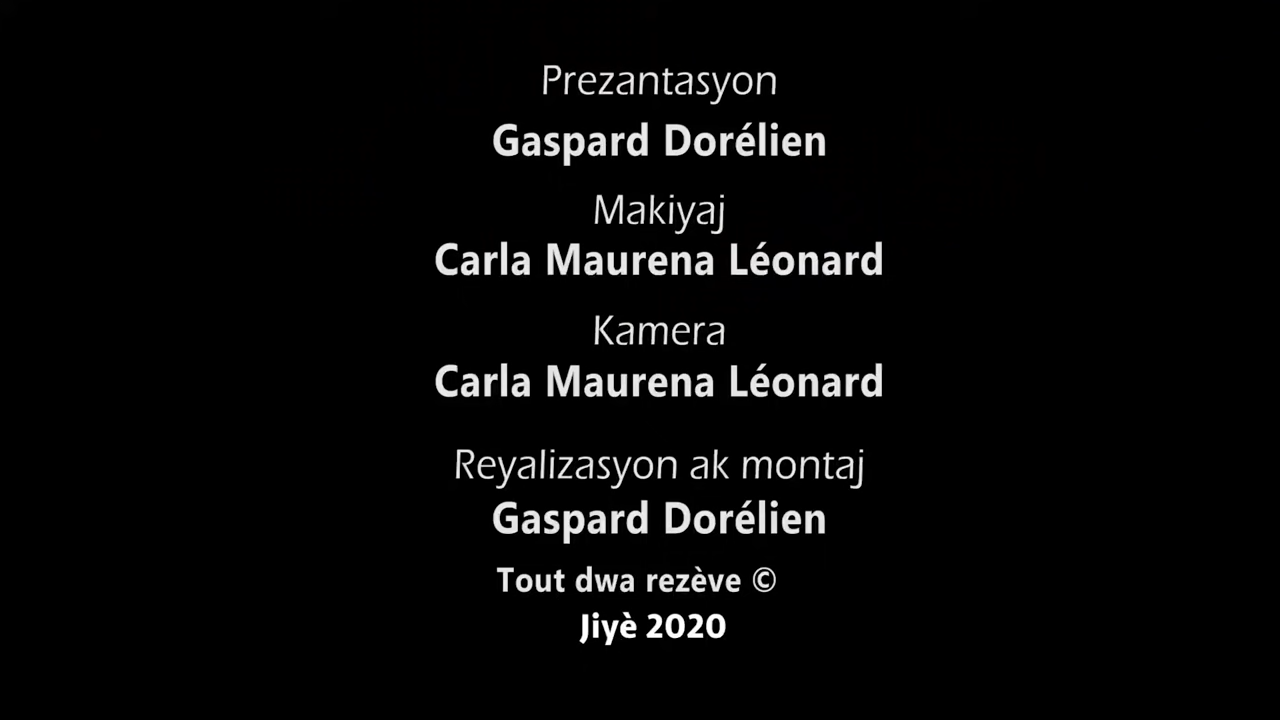 Prezantasyon
Gaspard Dorélien
Makiyaj
Carla Maurena Léonard
Kamera
Carla Maurena Léonard
Reyalizasyon ak montaj
Gaspard Dorélien
Tout dwa rezève ©
Jiyè 2020